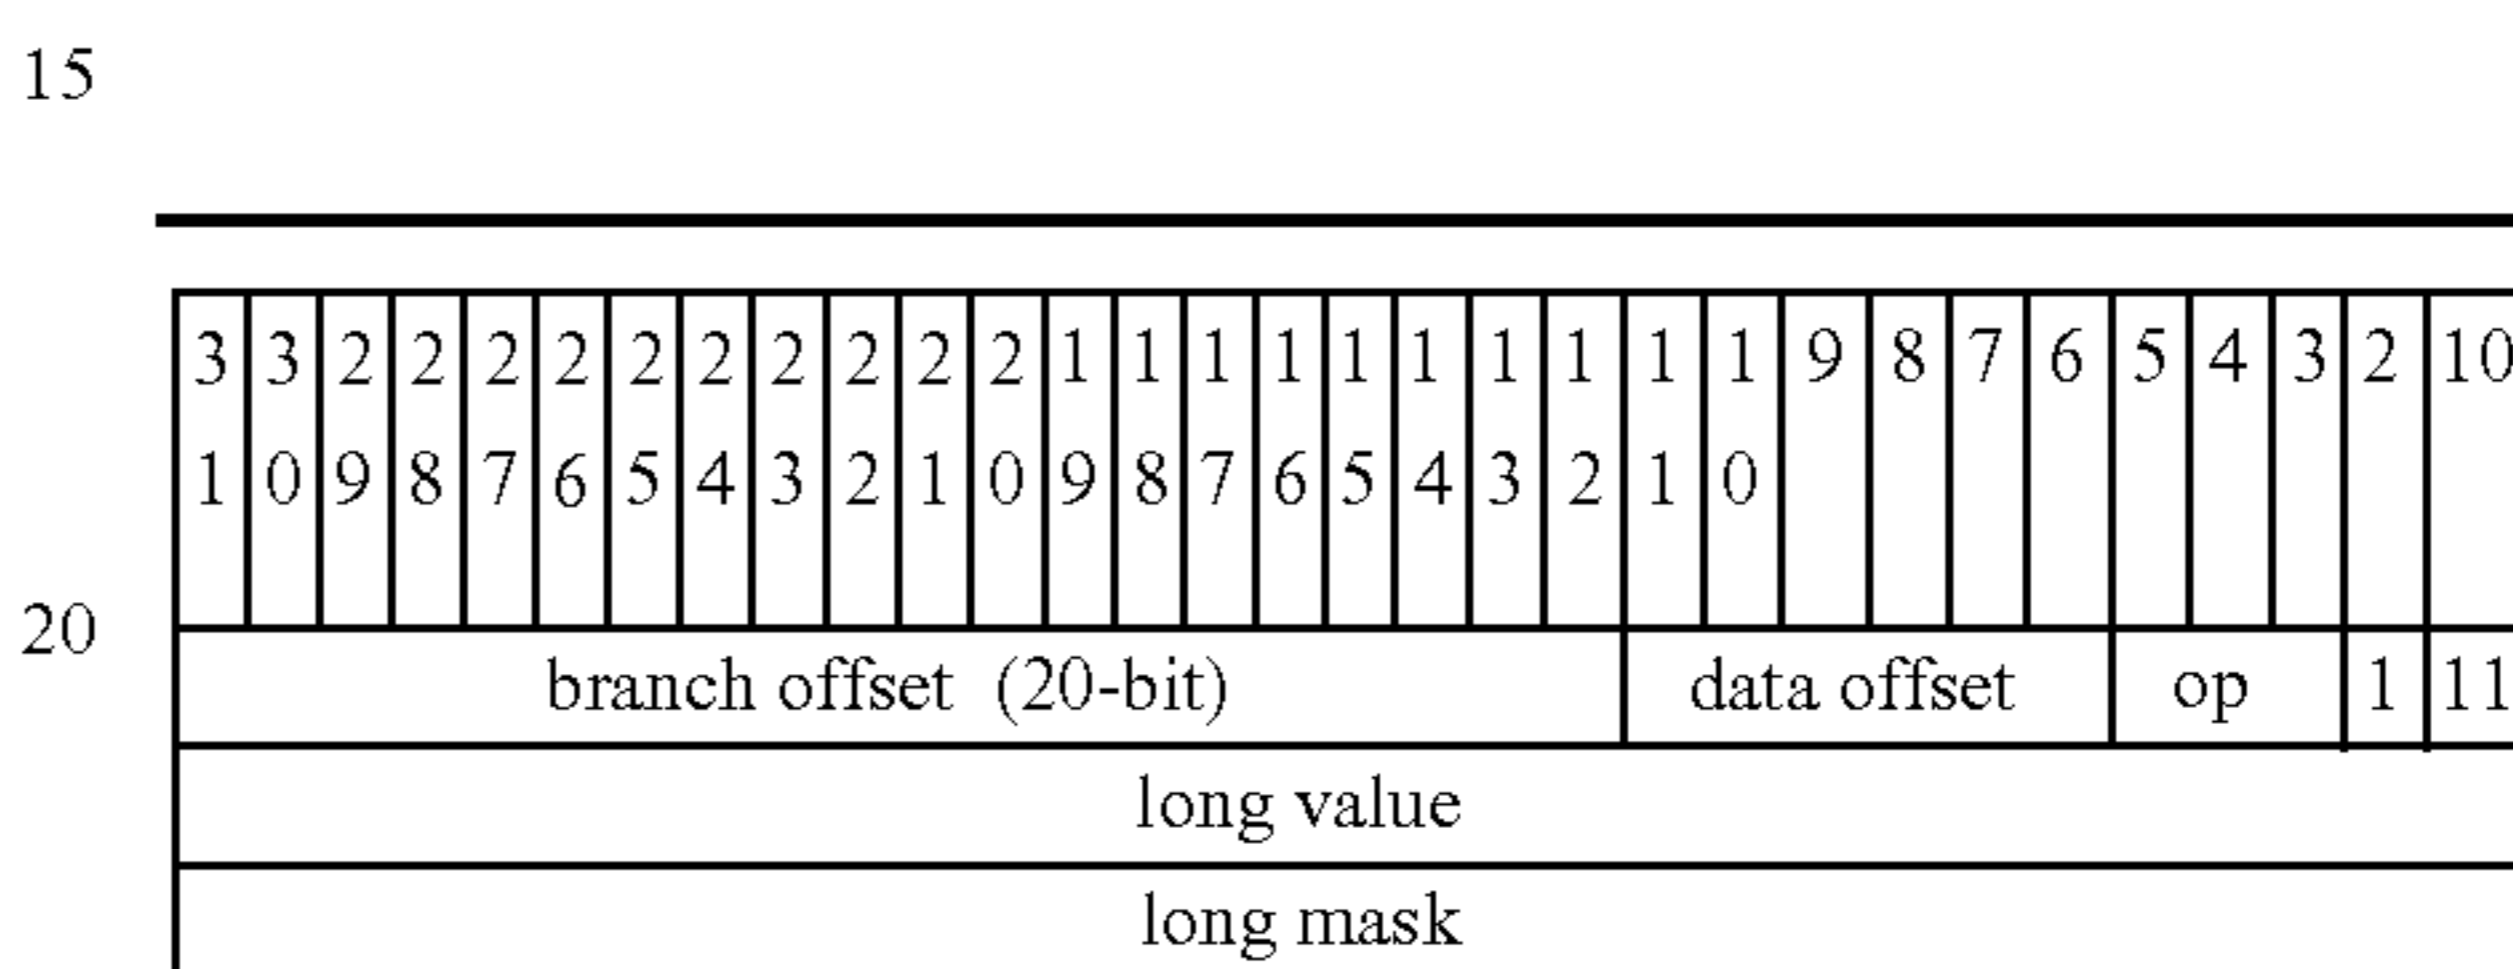 15
3 3 2 2 2 2 2 2 2 2 2 2 1 1 1 1 1 1 1 1 1 1 9 8 7 6 5 4 3 2 10
1 0 9 8 7 6 5 4 3 2 1 0 9 8 7 6 5 4 3 2 1 0
20
branch offset (20-bit) data offset op 1 11
long value
long mask